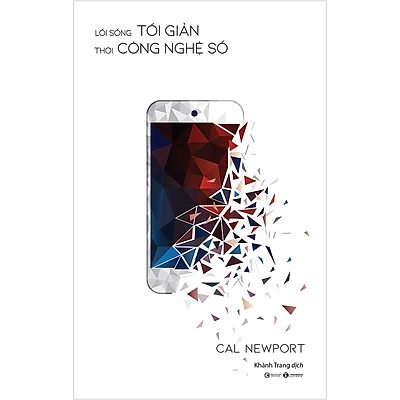 LỐI SỐNG TỐI GIẢN
THỜI CÔNG NGHỆ SỐ
CAL NEWPORT
Khánh Trang dịch